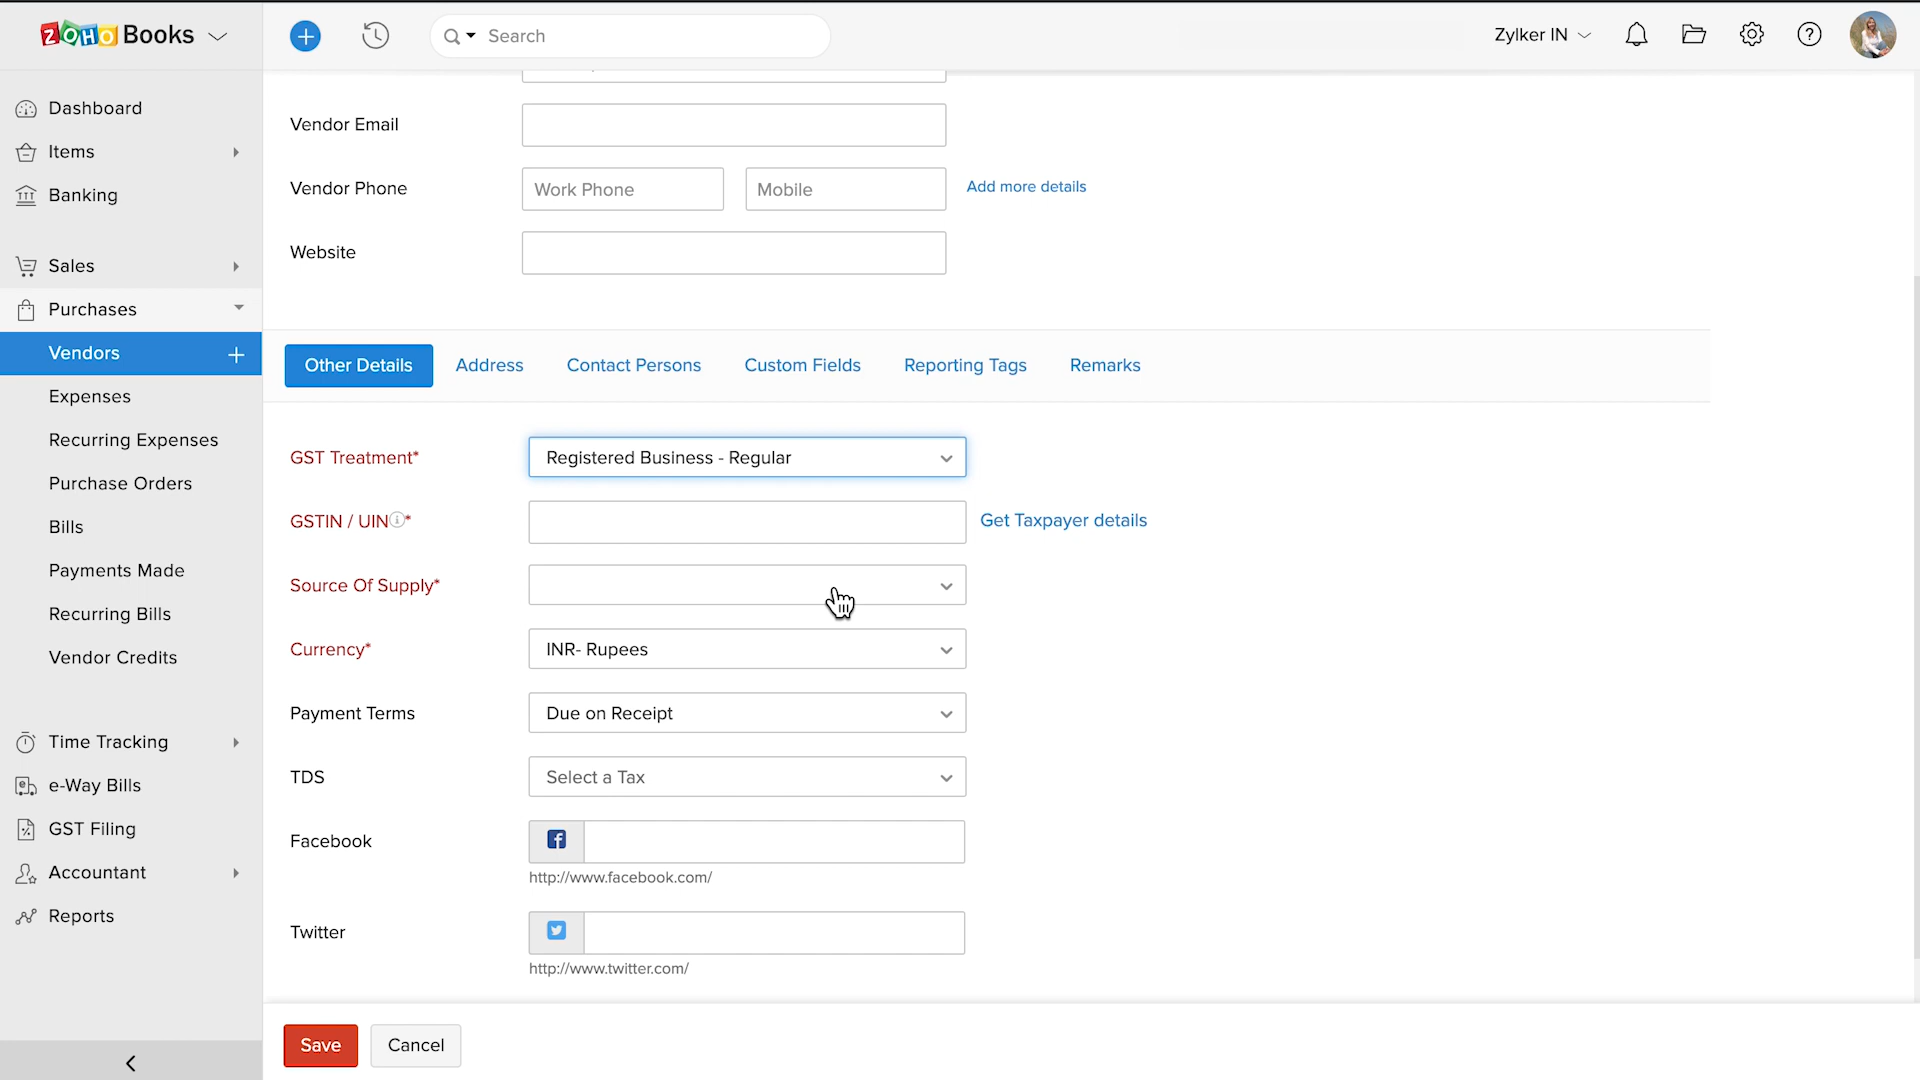 ZOHO Books
Search
Zylker IN
Dashboard
Items
Banking
Sales
Purchases
Vendors
Expenses
Recurring Expenses
Purchase Orders
Bills
Payments Made
Recurring Bills
Vendor Credits
Time Tracking
e-Way Bills
GST Filing
Accountant
Reports
Vendor Email
Vendor Phone
Work Phone
Mobile
Add more details
Website
Other Details
Address
Contact Persons
Custom Fields
Reporting Tags
Remarks
GST Treatment*
Registered Business - Regular
GSTIN / UIN*
Get Taxpayer details
Source Of Supply*
Currency*
INR- Rupees
Payment Terms
Due on Receipt
TDS
Select a Tax
Facebook
http://www.facebook.com/
Twitter
http://www.twitter.com/
Save
Cancel